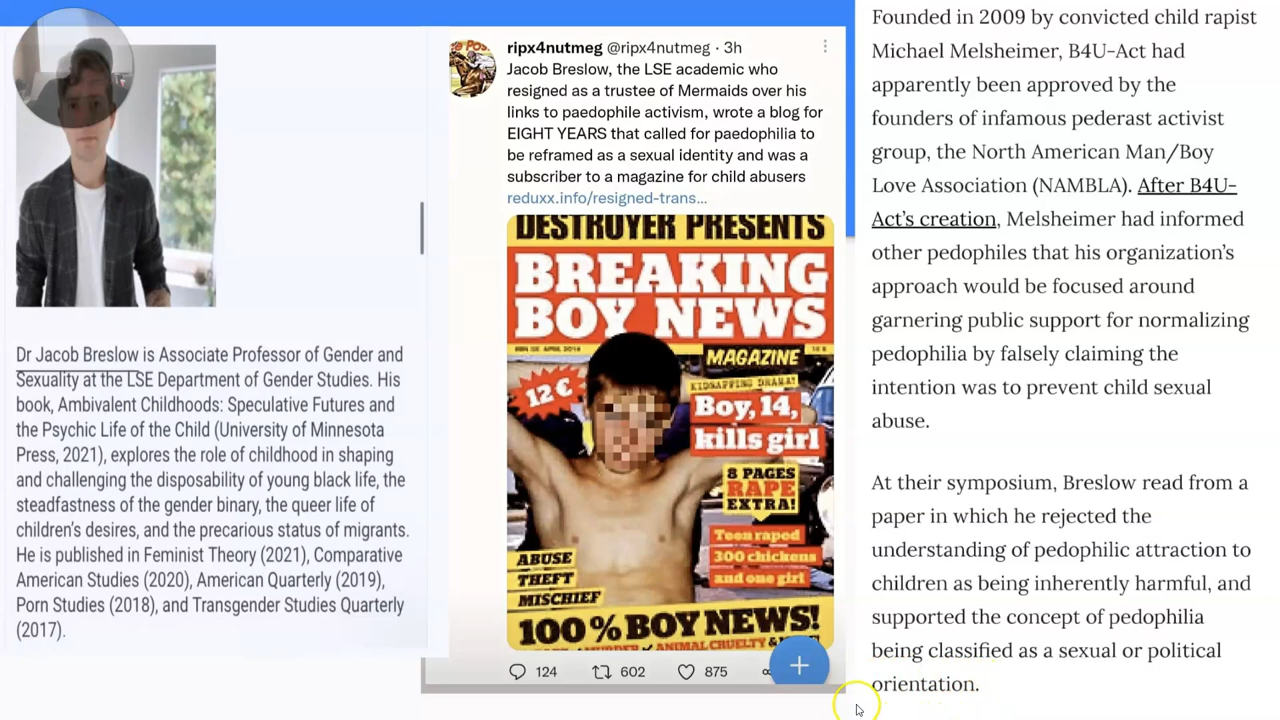 Dr Jacob Breslow is Associate Professor of Gender and
Sexuality at the LSE Department of Gender Studies. His
book, Ambivalent Childhoods: Speculative Futures and
the Psychic Life of the Child (University of Minnesota
Press, 2021), explores the role of childhood in shaping
and challenging the disposability of young black life, the
steadfastness of the gender binary, the queer life of
children's desires, and the precarious status of migrants.
He is published in Feminist Theory (2021), Comparative
American Studies (2020), American Quarterly (2019),
Porn Studies (2018), and Transgender Studies Quarterly
(2017).
ripx4nutmeg @ripx4nutmeg · 3h
Jacob Breslow, the LSE academic who
resigned as a trustee of Mermaids over his
links to paedophile activism, wrote a blog for
EIGHT YEARS that called for paedophilia to
be reframed as a sexual identity and was a
subscriber to a magazine for child abusers
reduxx.info/resigned-trans...
DESTROYER PRESENTS
BREAKING
BOY NEWS
MAGAZINE
12 €
KIDNAPPING DRAMA!
Boy, 14,
kills girl
8 PAGES
RAPE
EXTRA!
Teen raped
300 chickens
and one girl
ABUSE
THEFT
MISCHIEF
100% BOY NEWS!
ANIMAL CRUELTY &
124 602 875
Founded in 2009 by convicted child rapist
Michael Melsheimer, B4U-Act had
apparently been approved by the
founders of infamous pederast activist
group, the North American Man/Boy
Love Association (NAMBLA). After B4U-
Act's creation, Melsheimer had informed
other pedophiles that his organization's
approach would be focused around
garnering public support for normalizing
pedophilia by falsely claiming the
intention was to prevent child sexual
abuse.
At their symposium, Breslow read from a
paper in which he rejected the
understanding of pedophilic attraction to
children as being inherently harmful, and
supported the concept of pedophilia
being classified as a sexual or political
orientation.